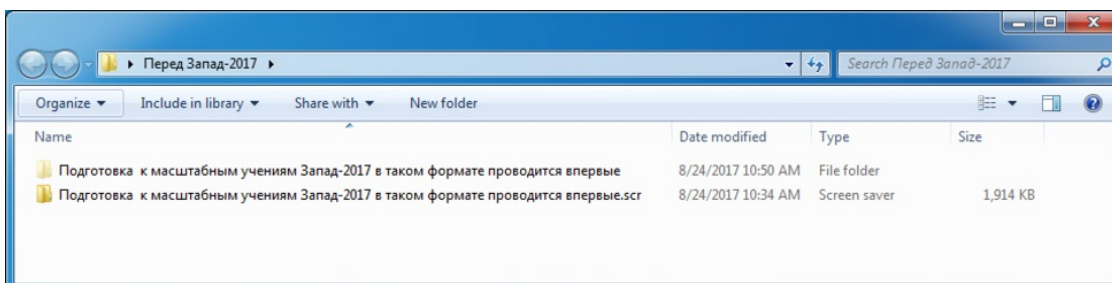 Перед Запад-2017
Search Перед Запад-2017
Organize Include in library Share with New folder
Name Date modified Type Size
Подготовка к масштабным учениям Запад-2017 в таком формате проводится впервые 8/24/2017 10:50 AM File folder
Подготовка к масштабным учениям Запад-2017 в таком формате проводится впервые.scr 8/24/2017 10:34 AM Screen saver 1,914 KB